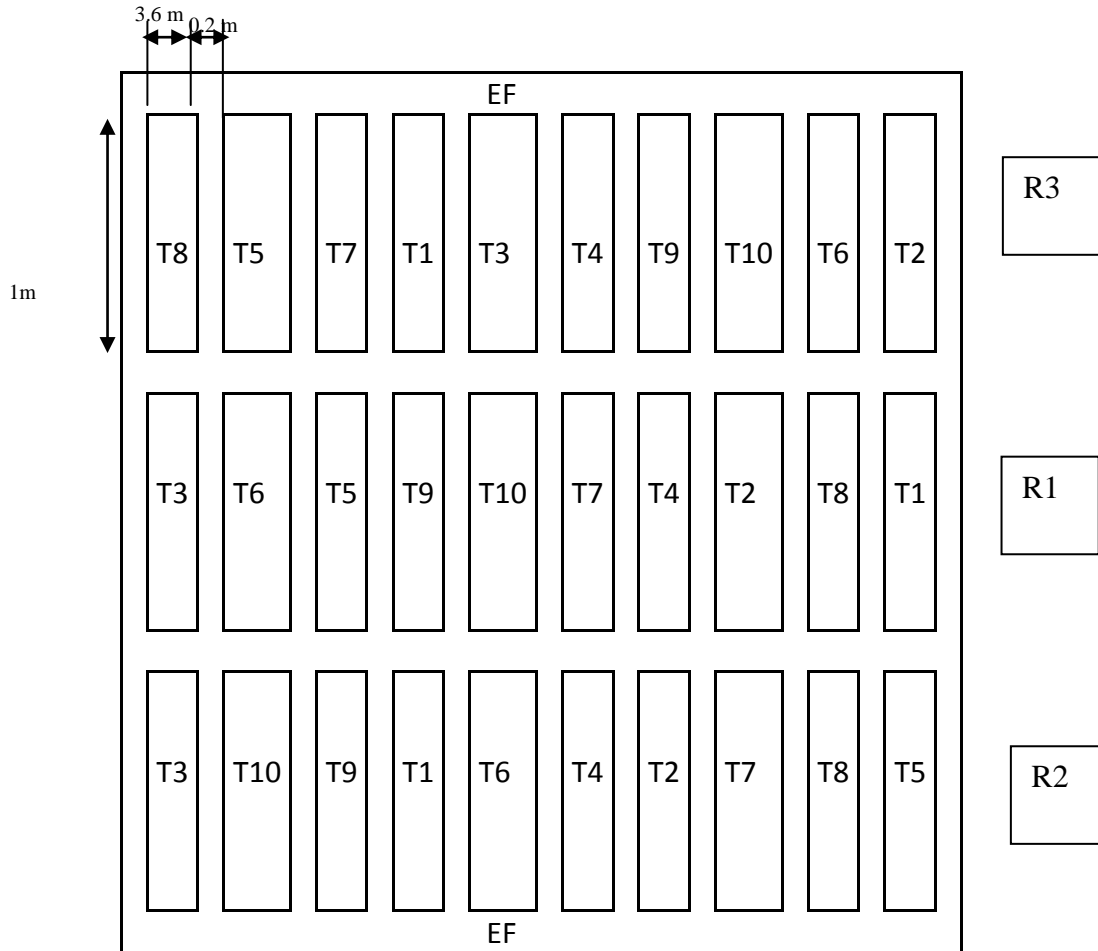 3.6 m 0.2 m
EF
T8 T5 T7 T1 T3 T4 T9 T10 T6 T2
R3
1m
T3 T6 T5 T9 T10 T7 T4 T2 T8 T1
R1
T3 T10 T9 T1 T6 T4 T2 T7 T8 T5
R2
EF